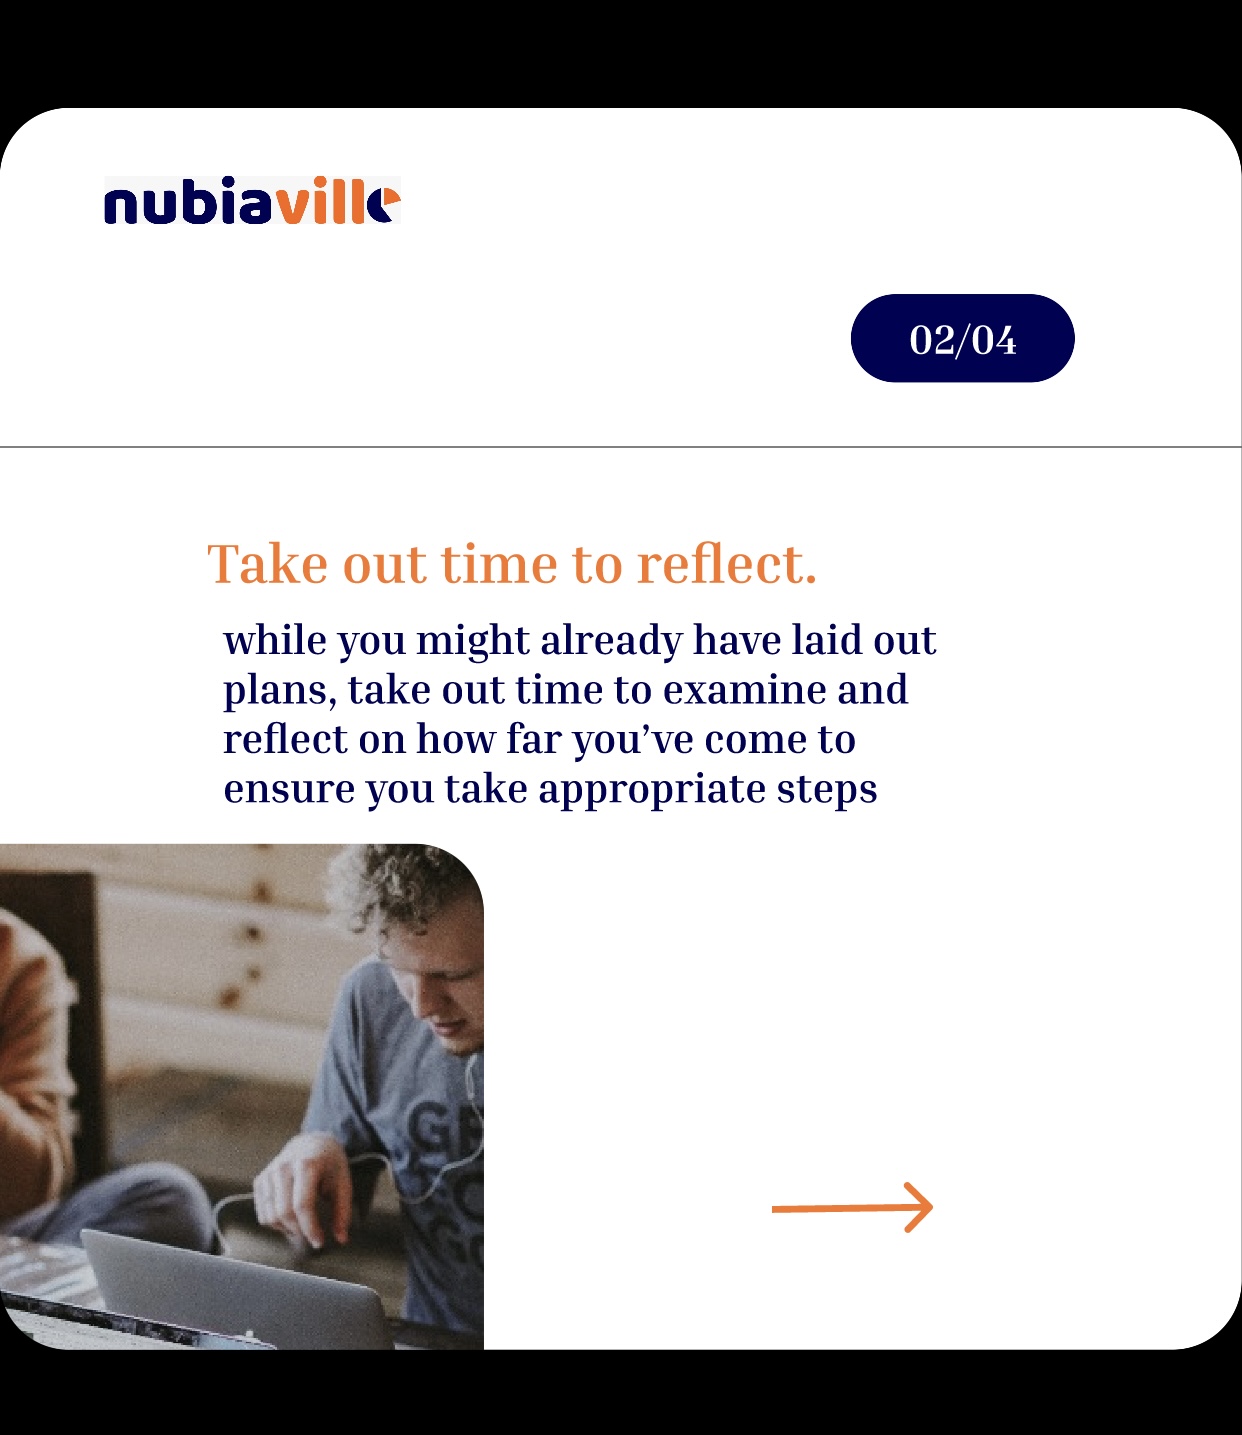 nubiaville
02/04
Take out time to reflect.
while you might already have laid out
plans, take out time to examine and
reflect on how far you’ve come to
ensure you take appropriate steps